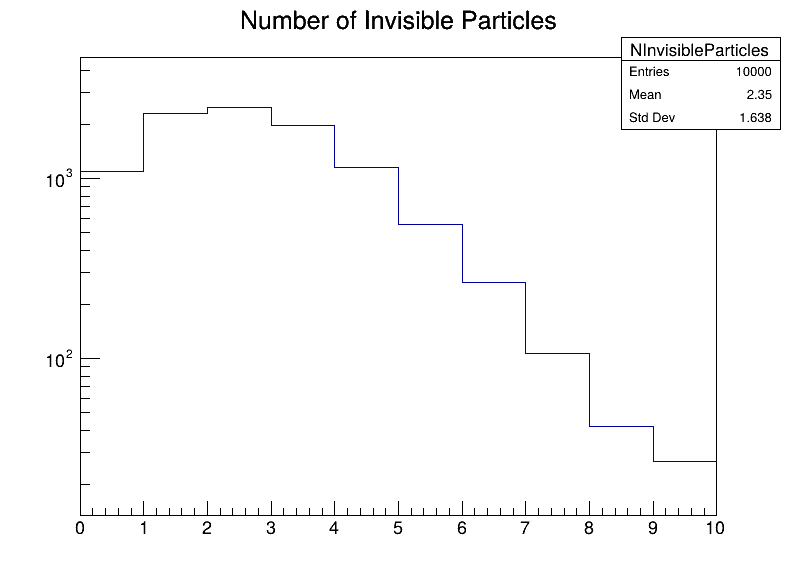 Number of Invisible Particles
NInvisibleParticles
Entries 10000
Mean 2.35
Std Dev 1.638
10³
10²
0 1 2 3 4 5 6 7 8 9 10